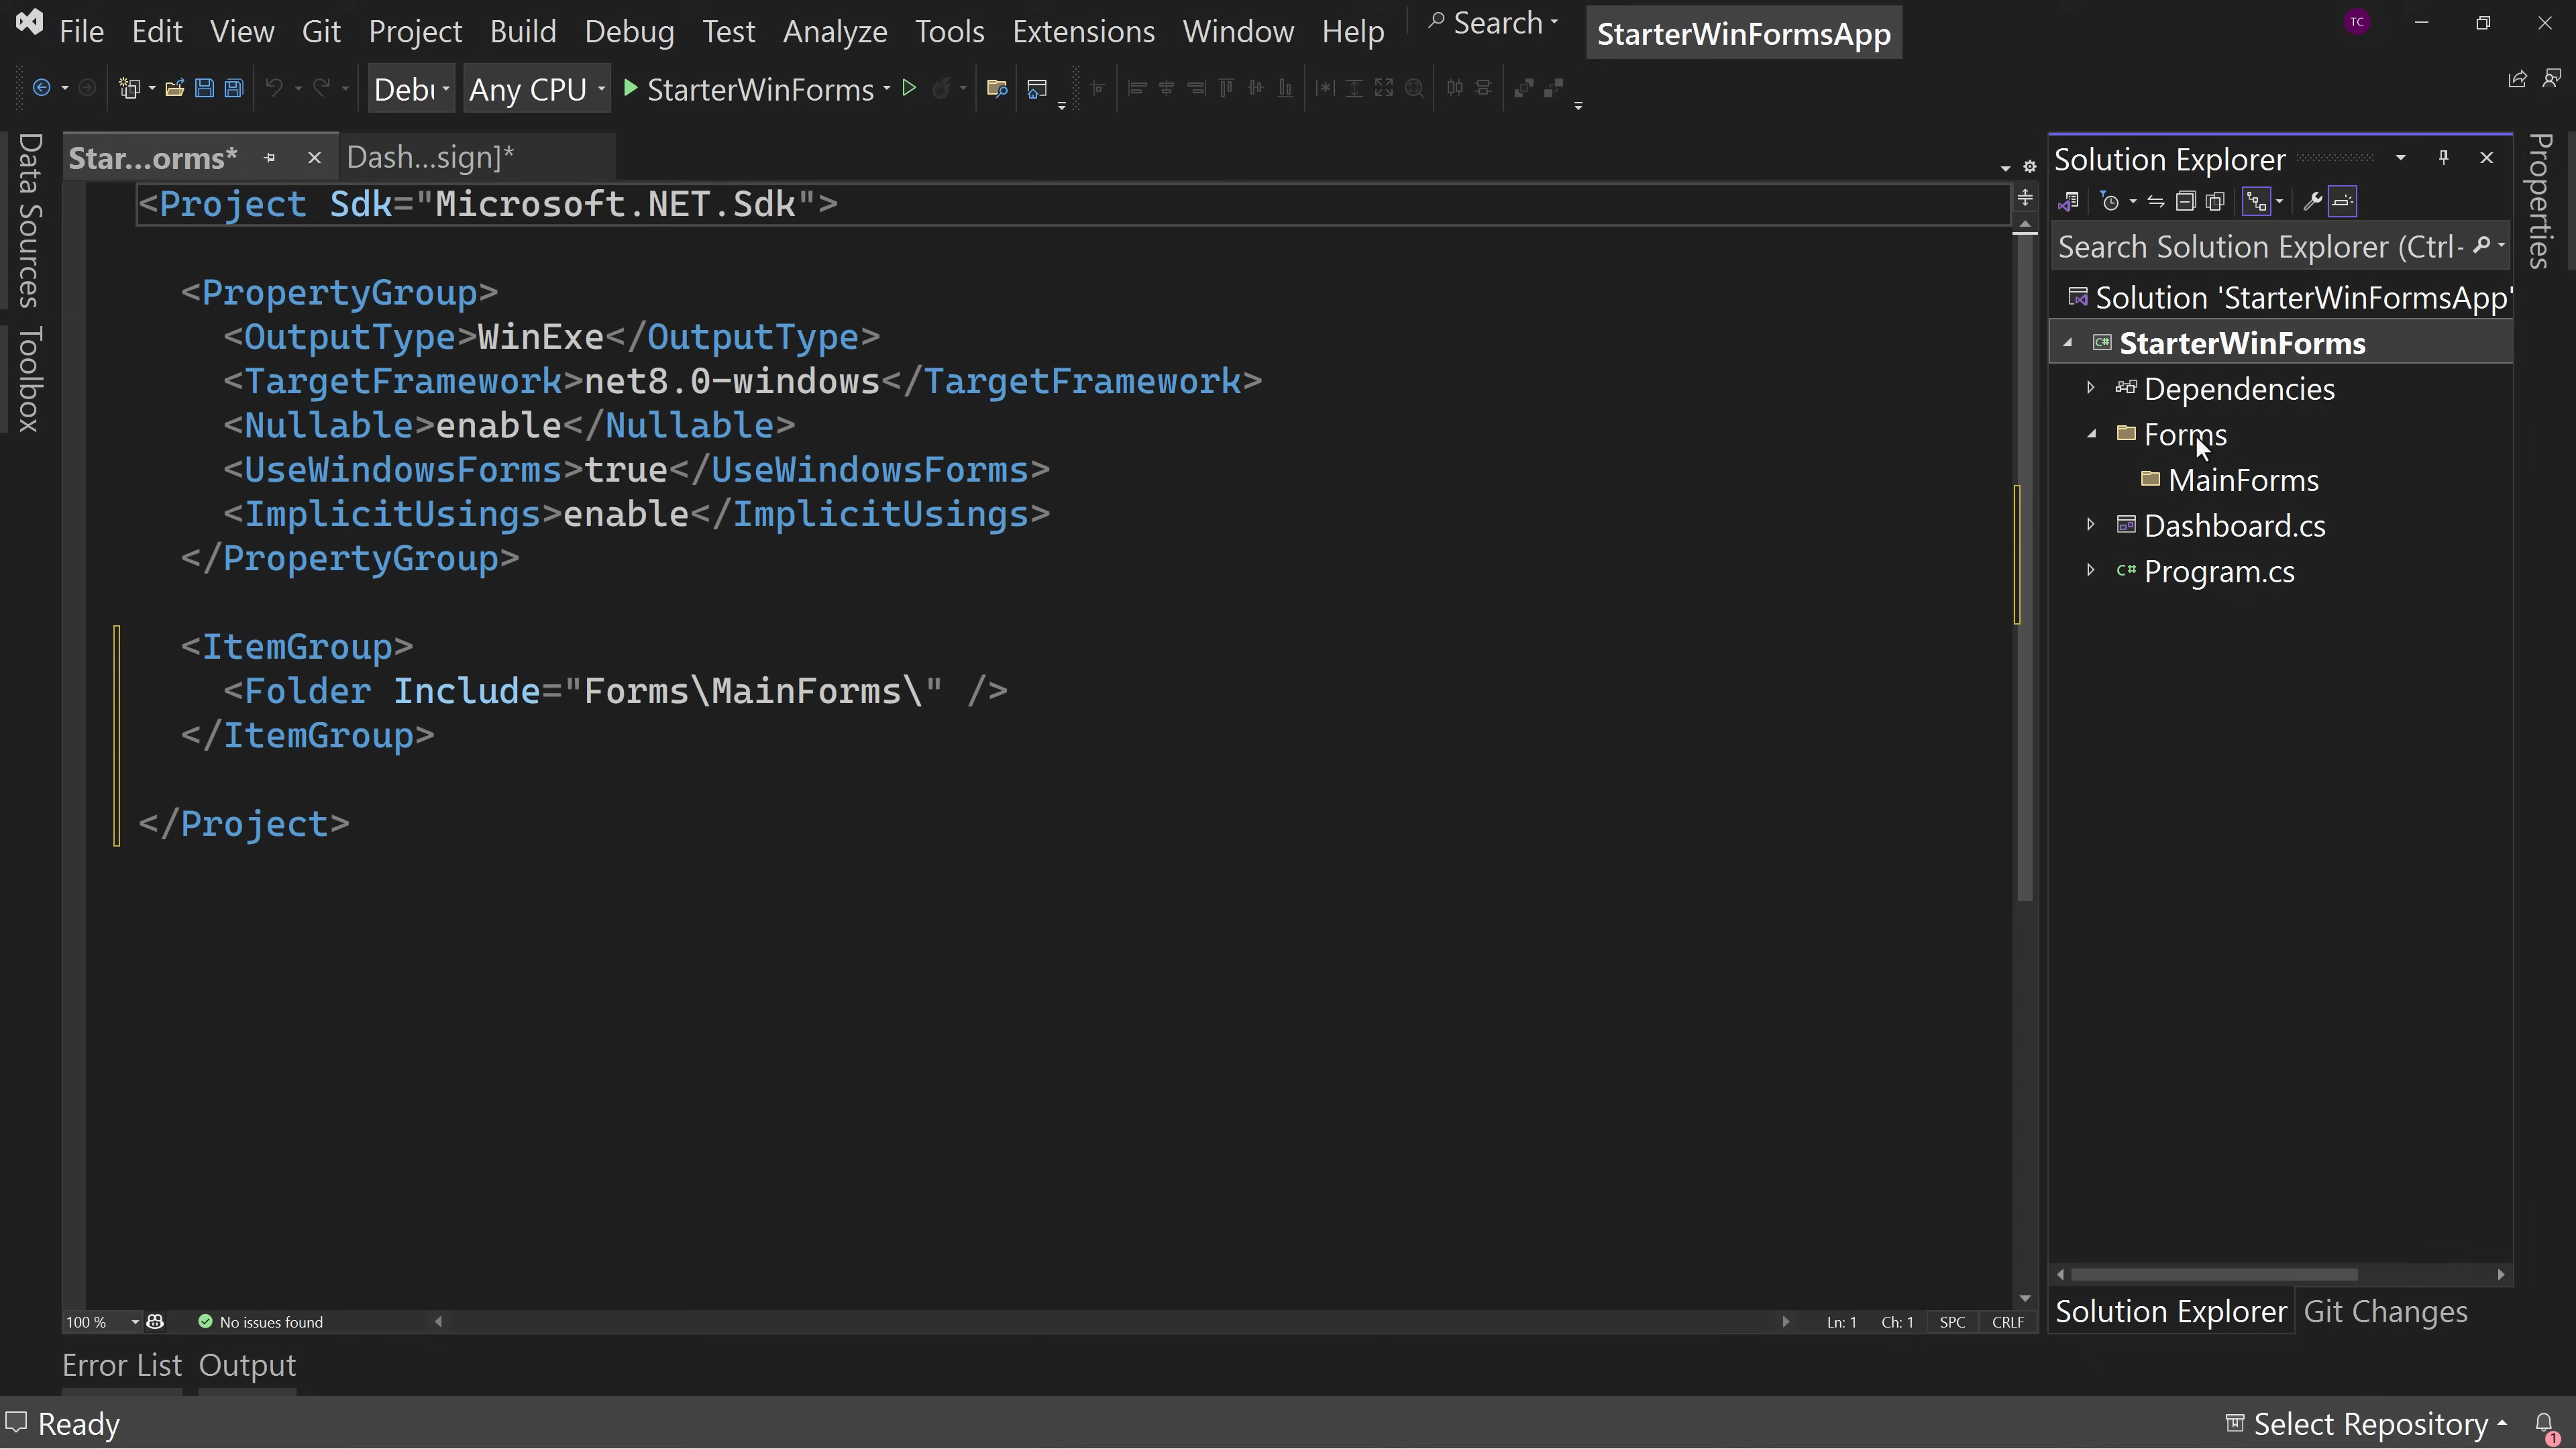 File Edit View Git Project Build Debug Test Analyze Tools Extensions Window Help Search StarterWinFormsApp TC
Debu Any CPU StarterWinForms
Data Sources
Toolbox
Star...orms* Dash...sign]*
<Project Sdk="Microsoft.NET.Sdk">
<PropertyGroup>
<OutputType>WinExe</OutputType>
<TargetFramework>net8.0-windows</TargetFramework>
<Nullable>enable</Nullable>
<UseWindowsForms>true</UseWindowsForms>
<ImplicitUsings>enable</ImplicitUsings>
</PropertyGroup>
<ItemGroup>
<Folder Include="Forms\MainForms\" />
</ItemGroup>
</Project>
100 % No issues found Ln: 1 Ch: 1 SPC CRLF
Solution Explorer
Search Solution Explorer (Ctrl-
Solution 'StarterWinFormsApp'
C# StarterWinForms
Dependencies
Forms
MainForms
Dashboard.cs
C# Program.cs
Solution Explorer Git Changes
Properties
Error List Output
Ready Select Repository 1